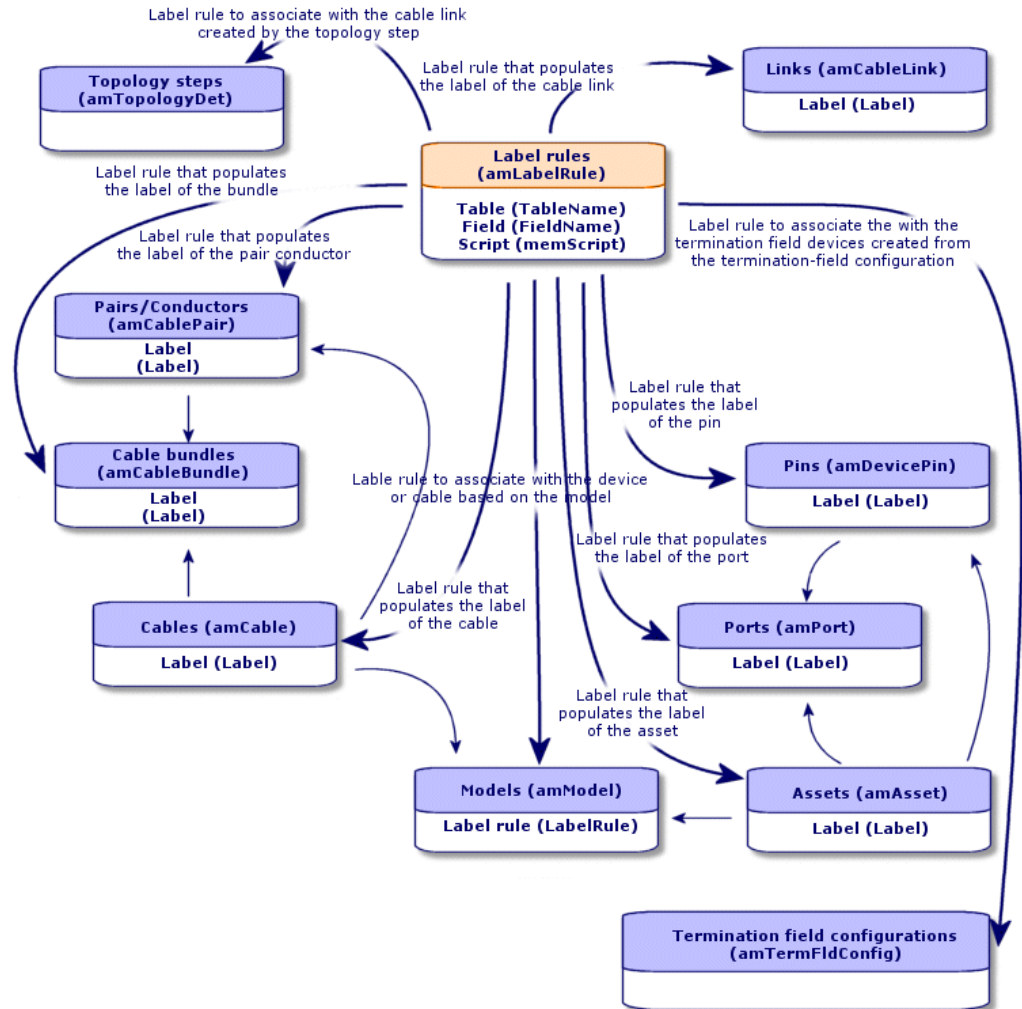 Label rule to associate with the cable link
created by the topology step
Topology steps
(amTopologyDet)
Label rule that populates
the label of the cable link
Links (amCableLink)
Label (Label)
Label rules
(amLabelRule)
Table (TableName)
Field (FieldName)
Script (memScript)
Label rule that populates
the label of the bundle
Label rule that populates
the label of the pair conductor
Label rule to associate the with the
termination field devices created from
the termination-field configuration
Pairs/Conductors
(amCablePair)
Label
(Label)
Label rule that
populates the label
of the pin
Cable bundles
(amCableBundle)
Label
(Label)
Pins (amDevicePin)
Label (Label)
Lable rule to associate with the device
or cable based on the model
Label rule that populates
the label of the port
Label rule that
populates the label
of the cable
Cables (amCable)
Label (Label)
Ports (amPort)
Label (Label)
Label rule that
populates the label
of the asset
Models (amModel)
Label rule (LabelRule)
Assets (amAsset)
Label (Label)
Termination field configurations
(amTermFldConfig)